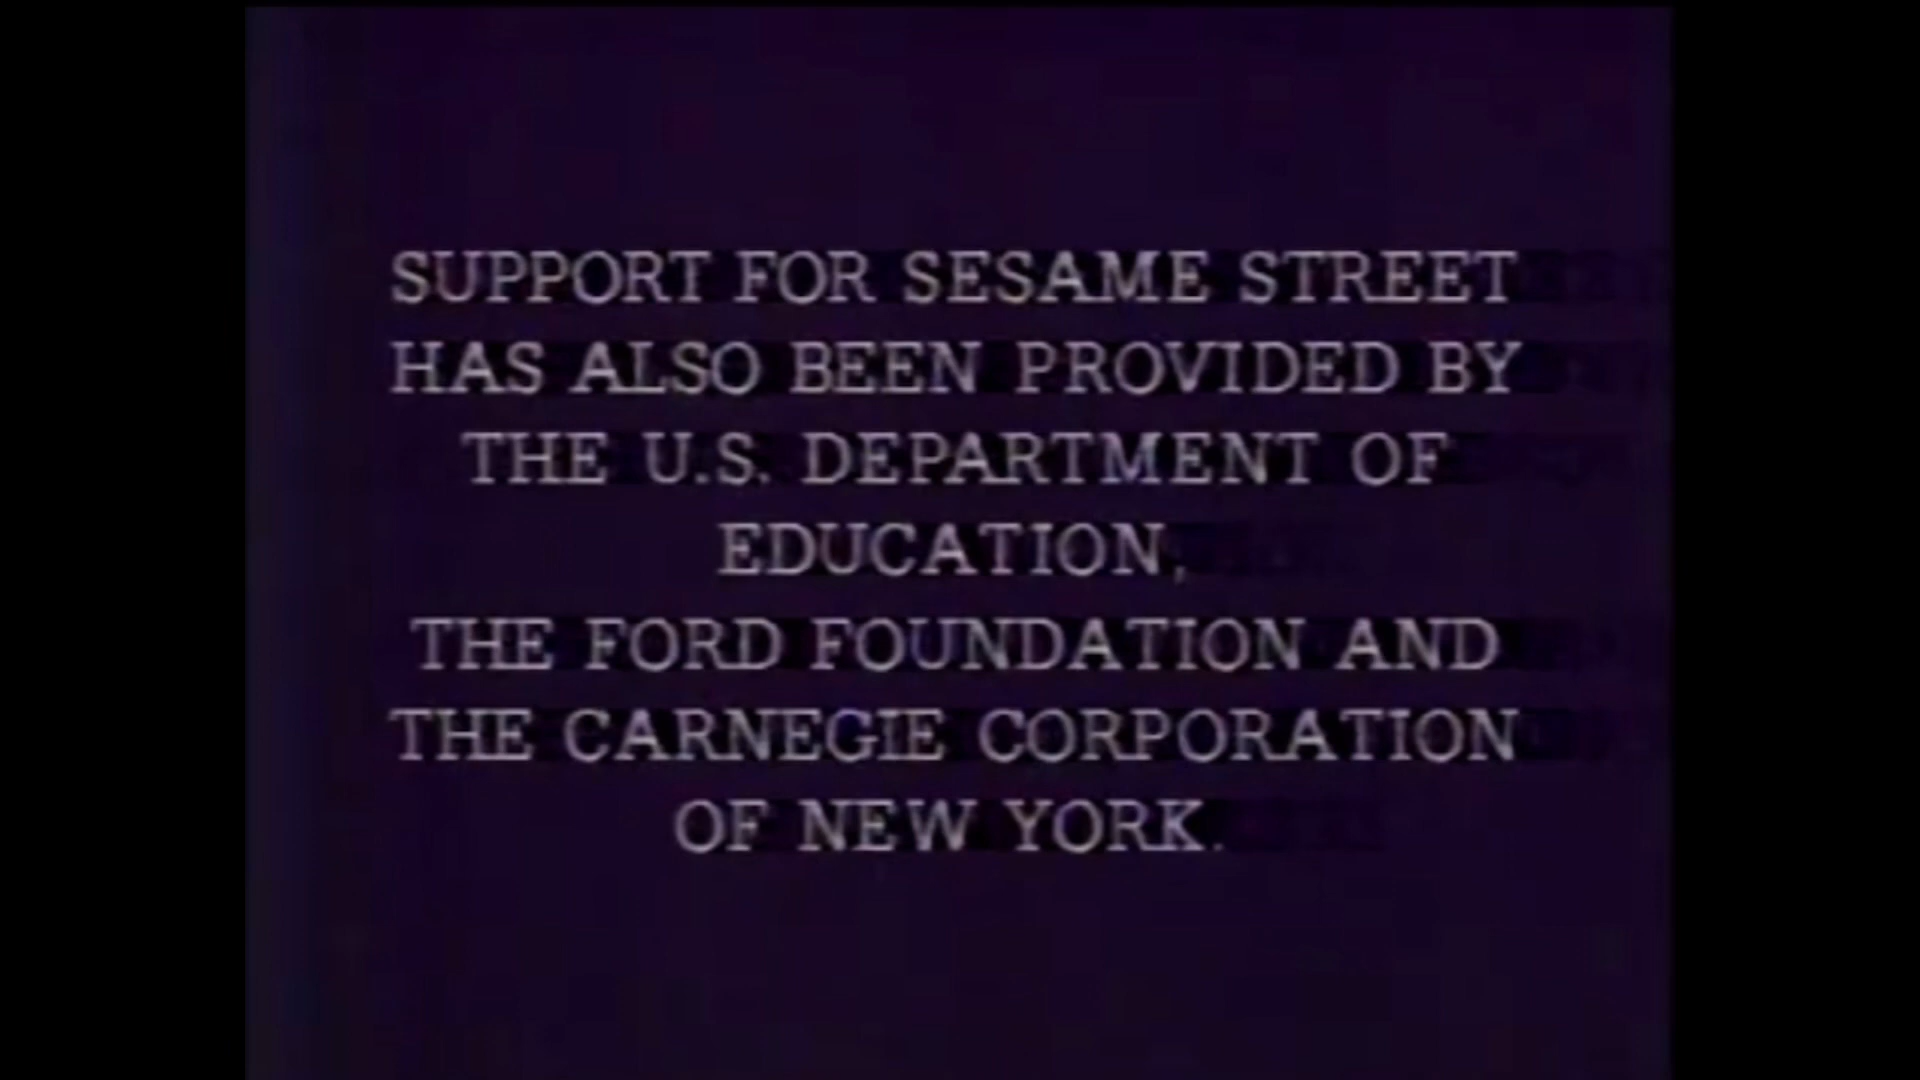 SUPPORT FOR SESAME STREET
HAS ALSO BEEN PROVIDED BY
THE U.S. DEPARTMENT OF
EDUCATION,
THE FORD FOUNDATION AND
THE CARNEGIE CORPORATION
OF NEW YORK.